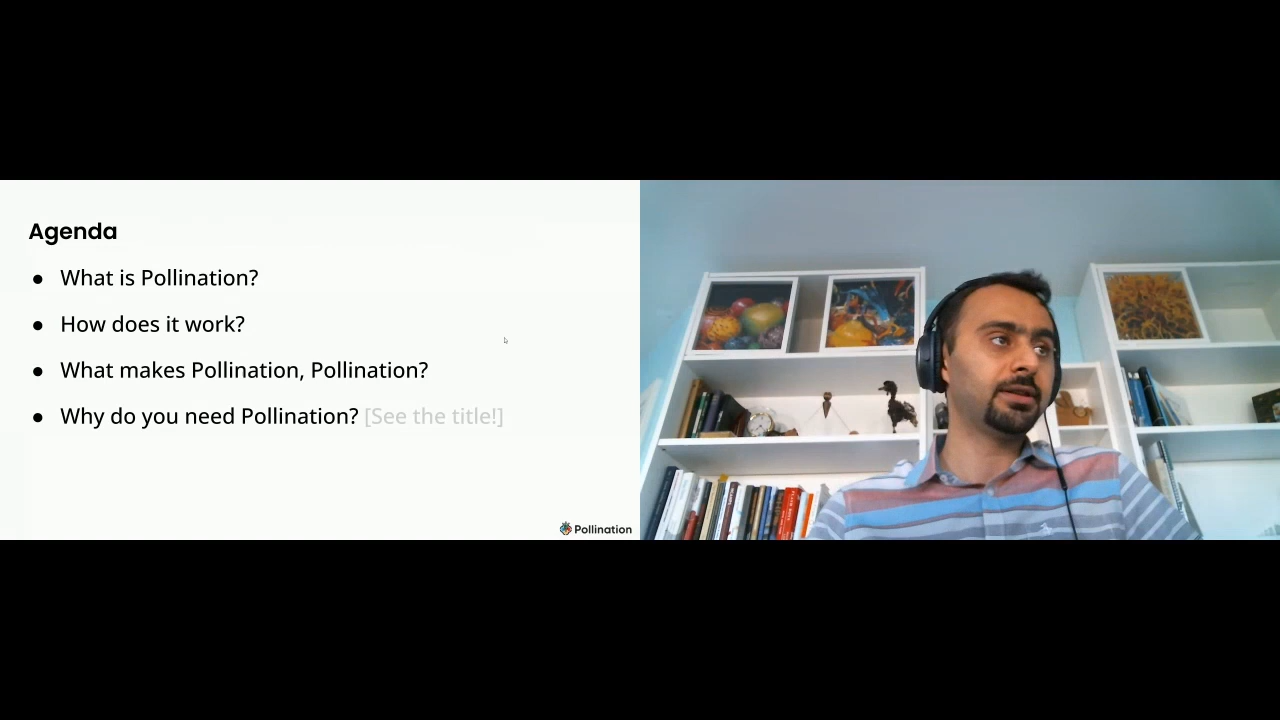 Agenda
● What is Pollination?
● How does it work?
● What makes Pollination, Pollination?
● Why do you need Pollination? [See the title!]
Pollination